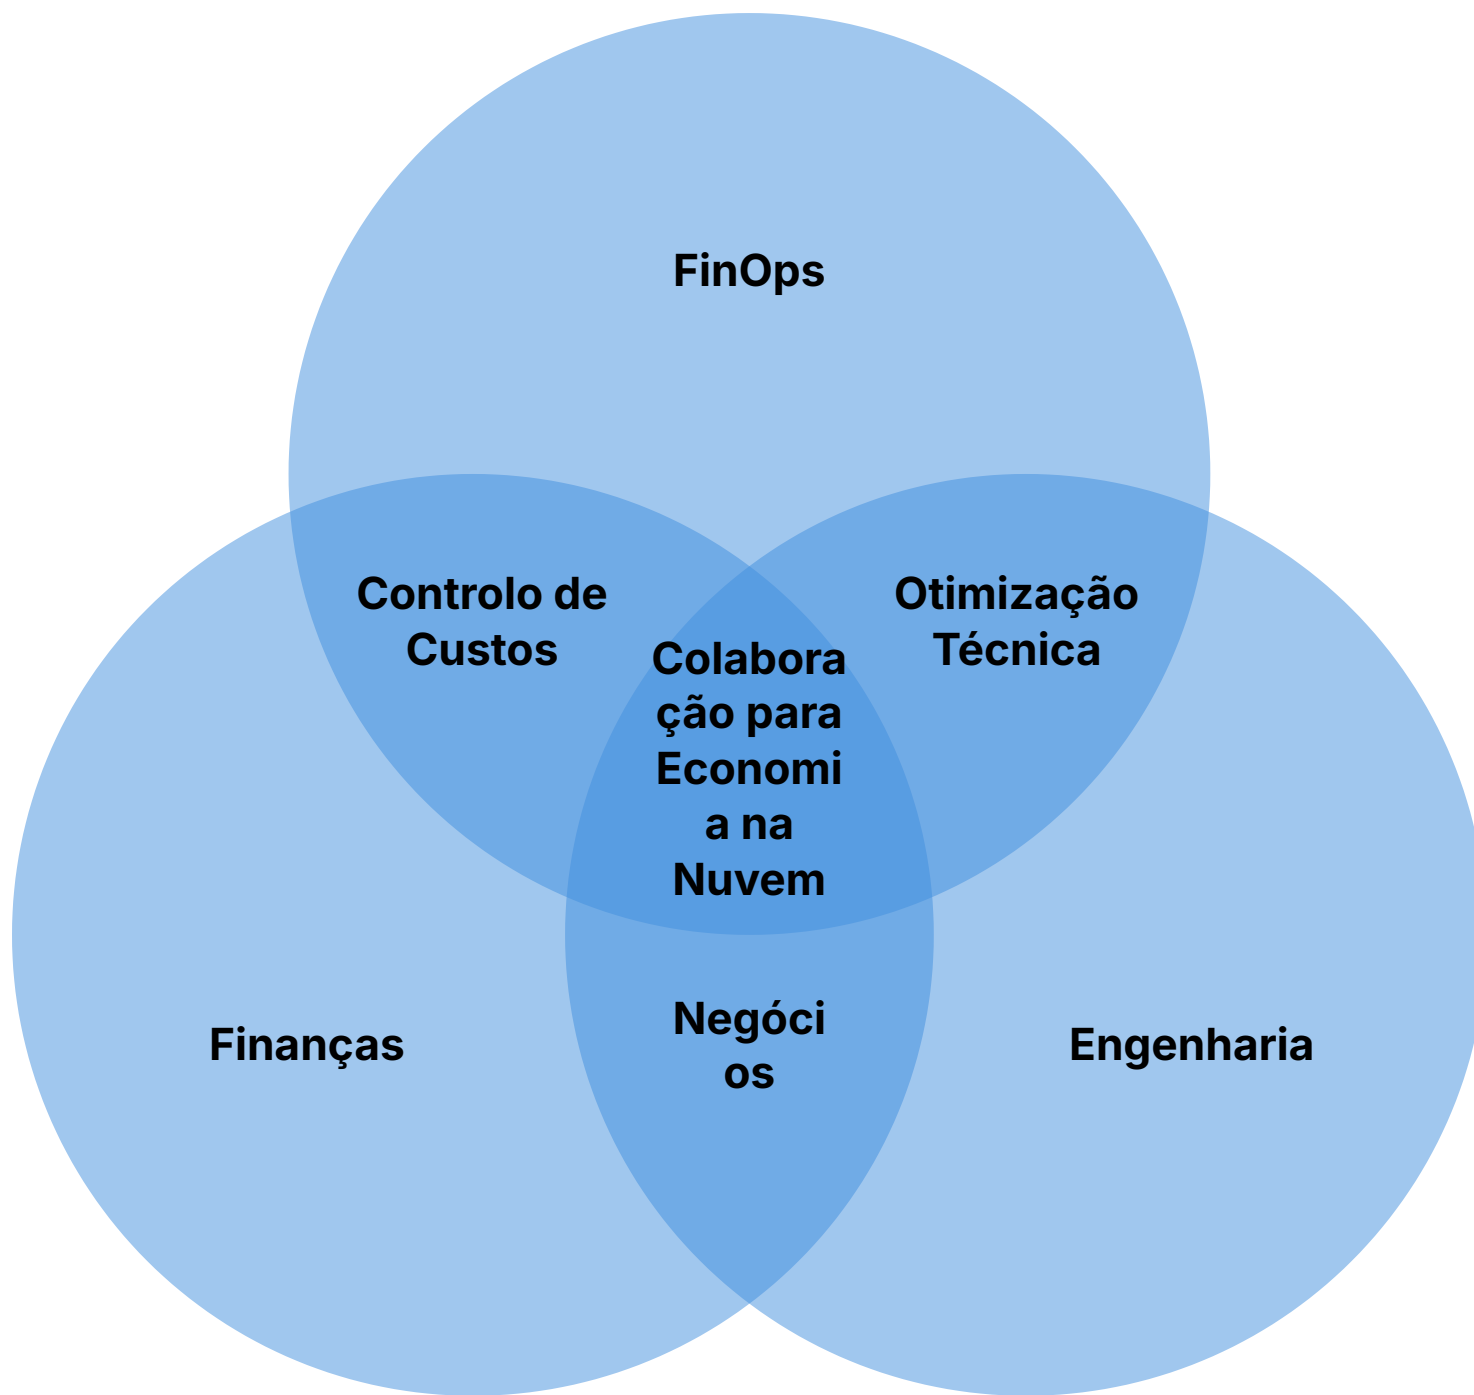 FinOps
Controlo de
Custos
Otimização
Técnica
Colabora
ção para
Economi
a na
Nuvem
Finanças
Negóci
os
Engenharia